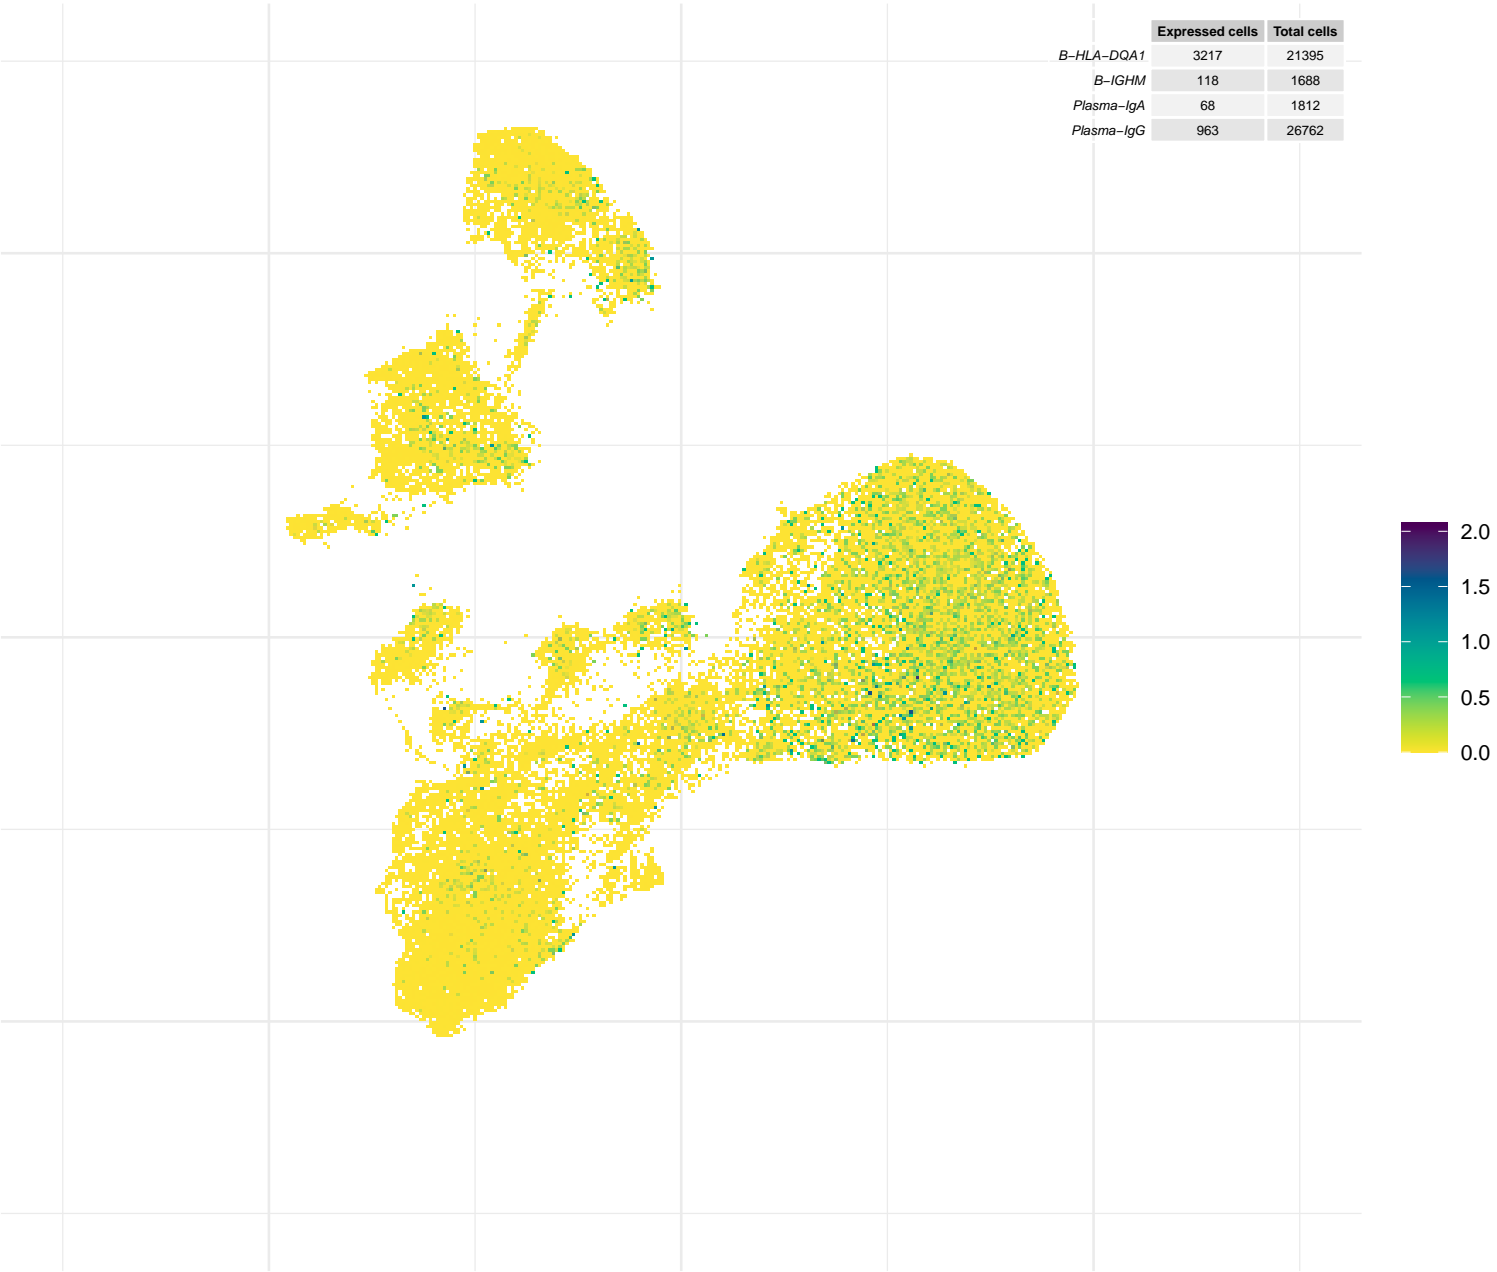 Expressed cells Total cells
B−HLA−DQA1 3217 21395
B−IGHM 118 1688
Plasma−IgA 68 1812
Plasma−IgG 963 26762
2.0
1.5
1.0
0.5
0.0